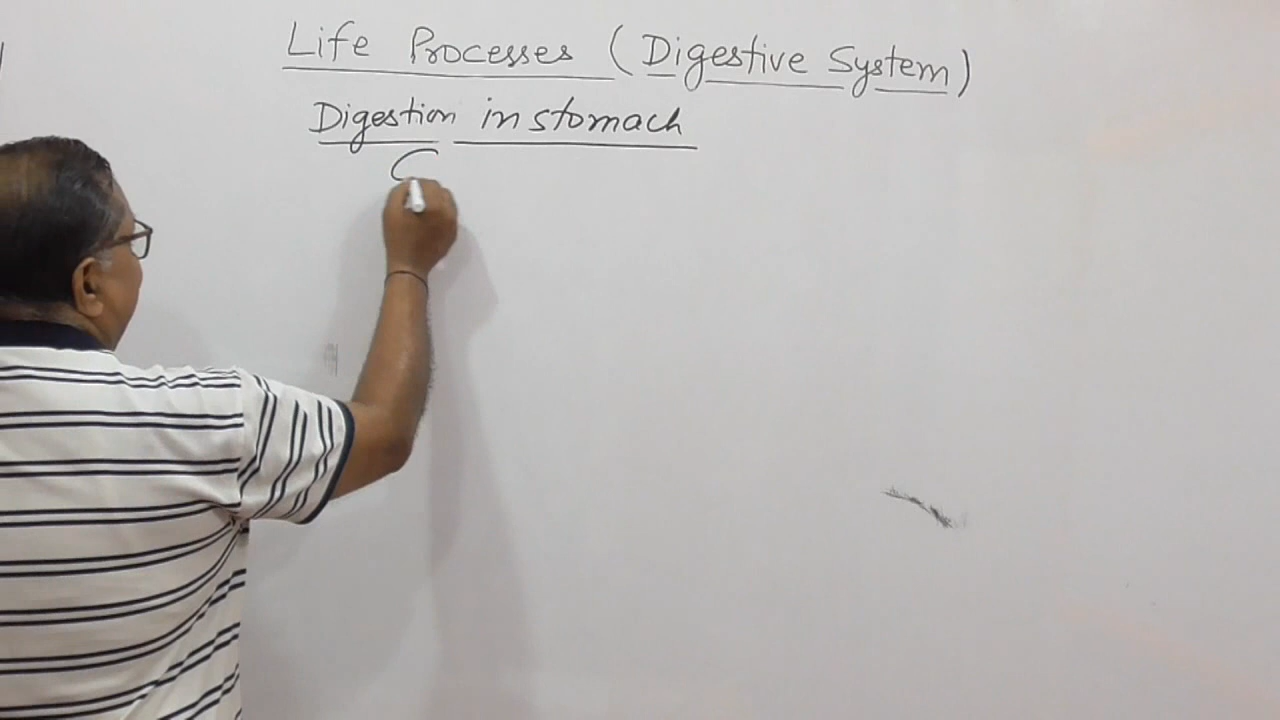 Life Processes (Digestive System)
Digestion in stomach